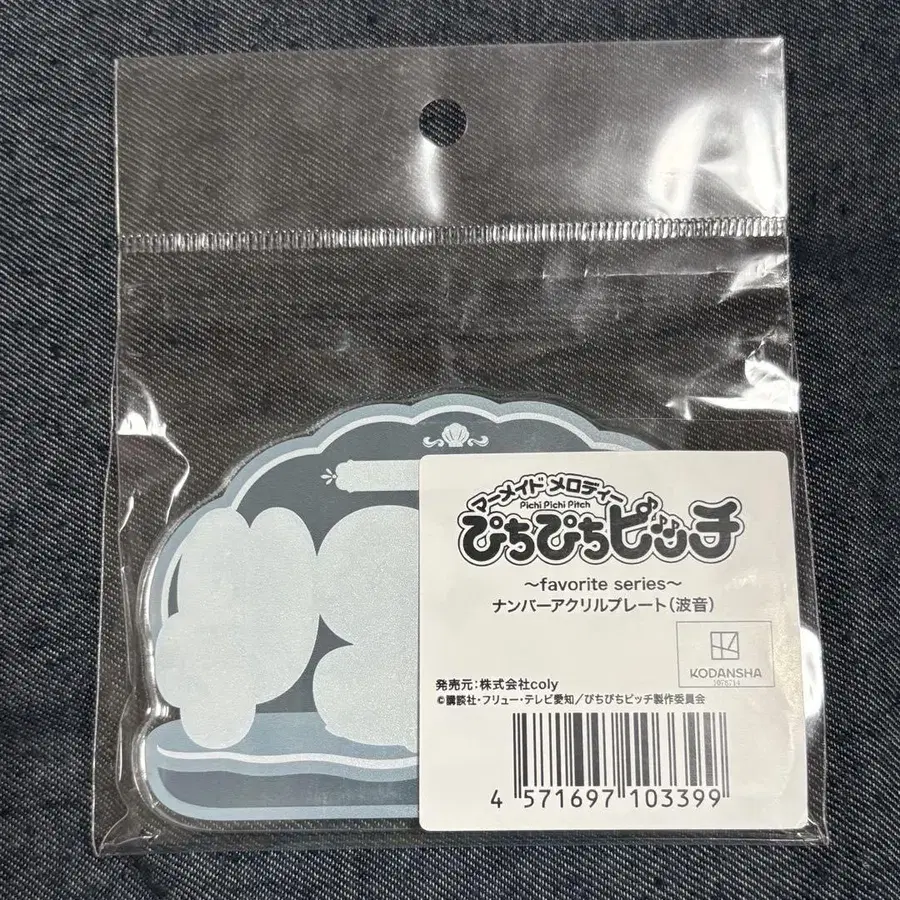 マーメイド メロディー
Pichi Pichi Pitch
ぴちぴちピッチ
～favorite series～
ナンバーアクリルプレート(波音)
KODANSHA
発売元:株式会社coly
©講談社・フリュー・テレビ愛知/ぴちぴちピッチ製作委員会
4 571697 103399